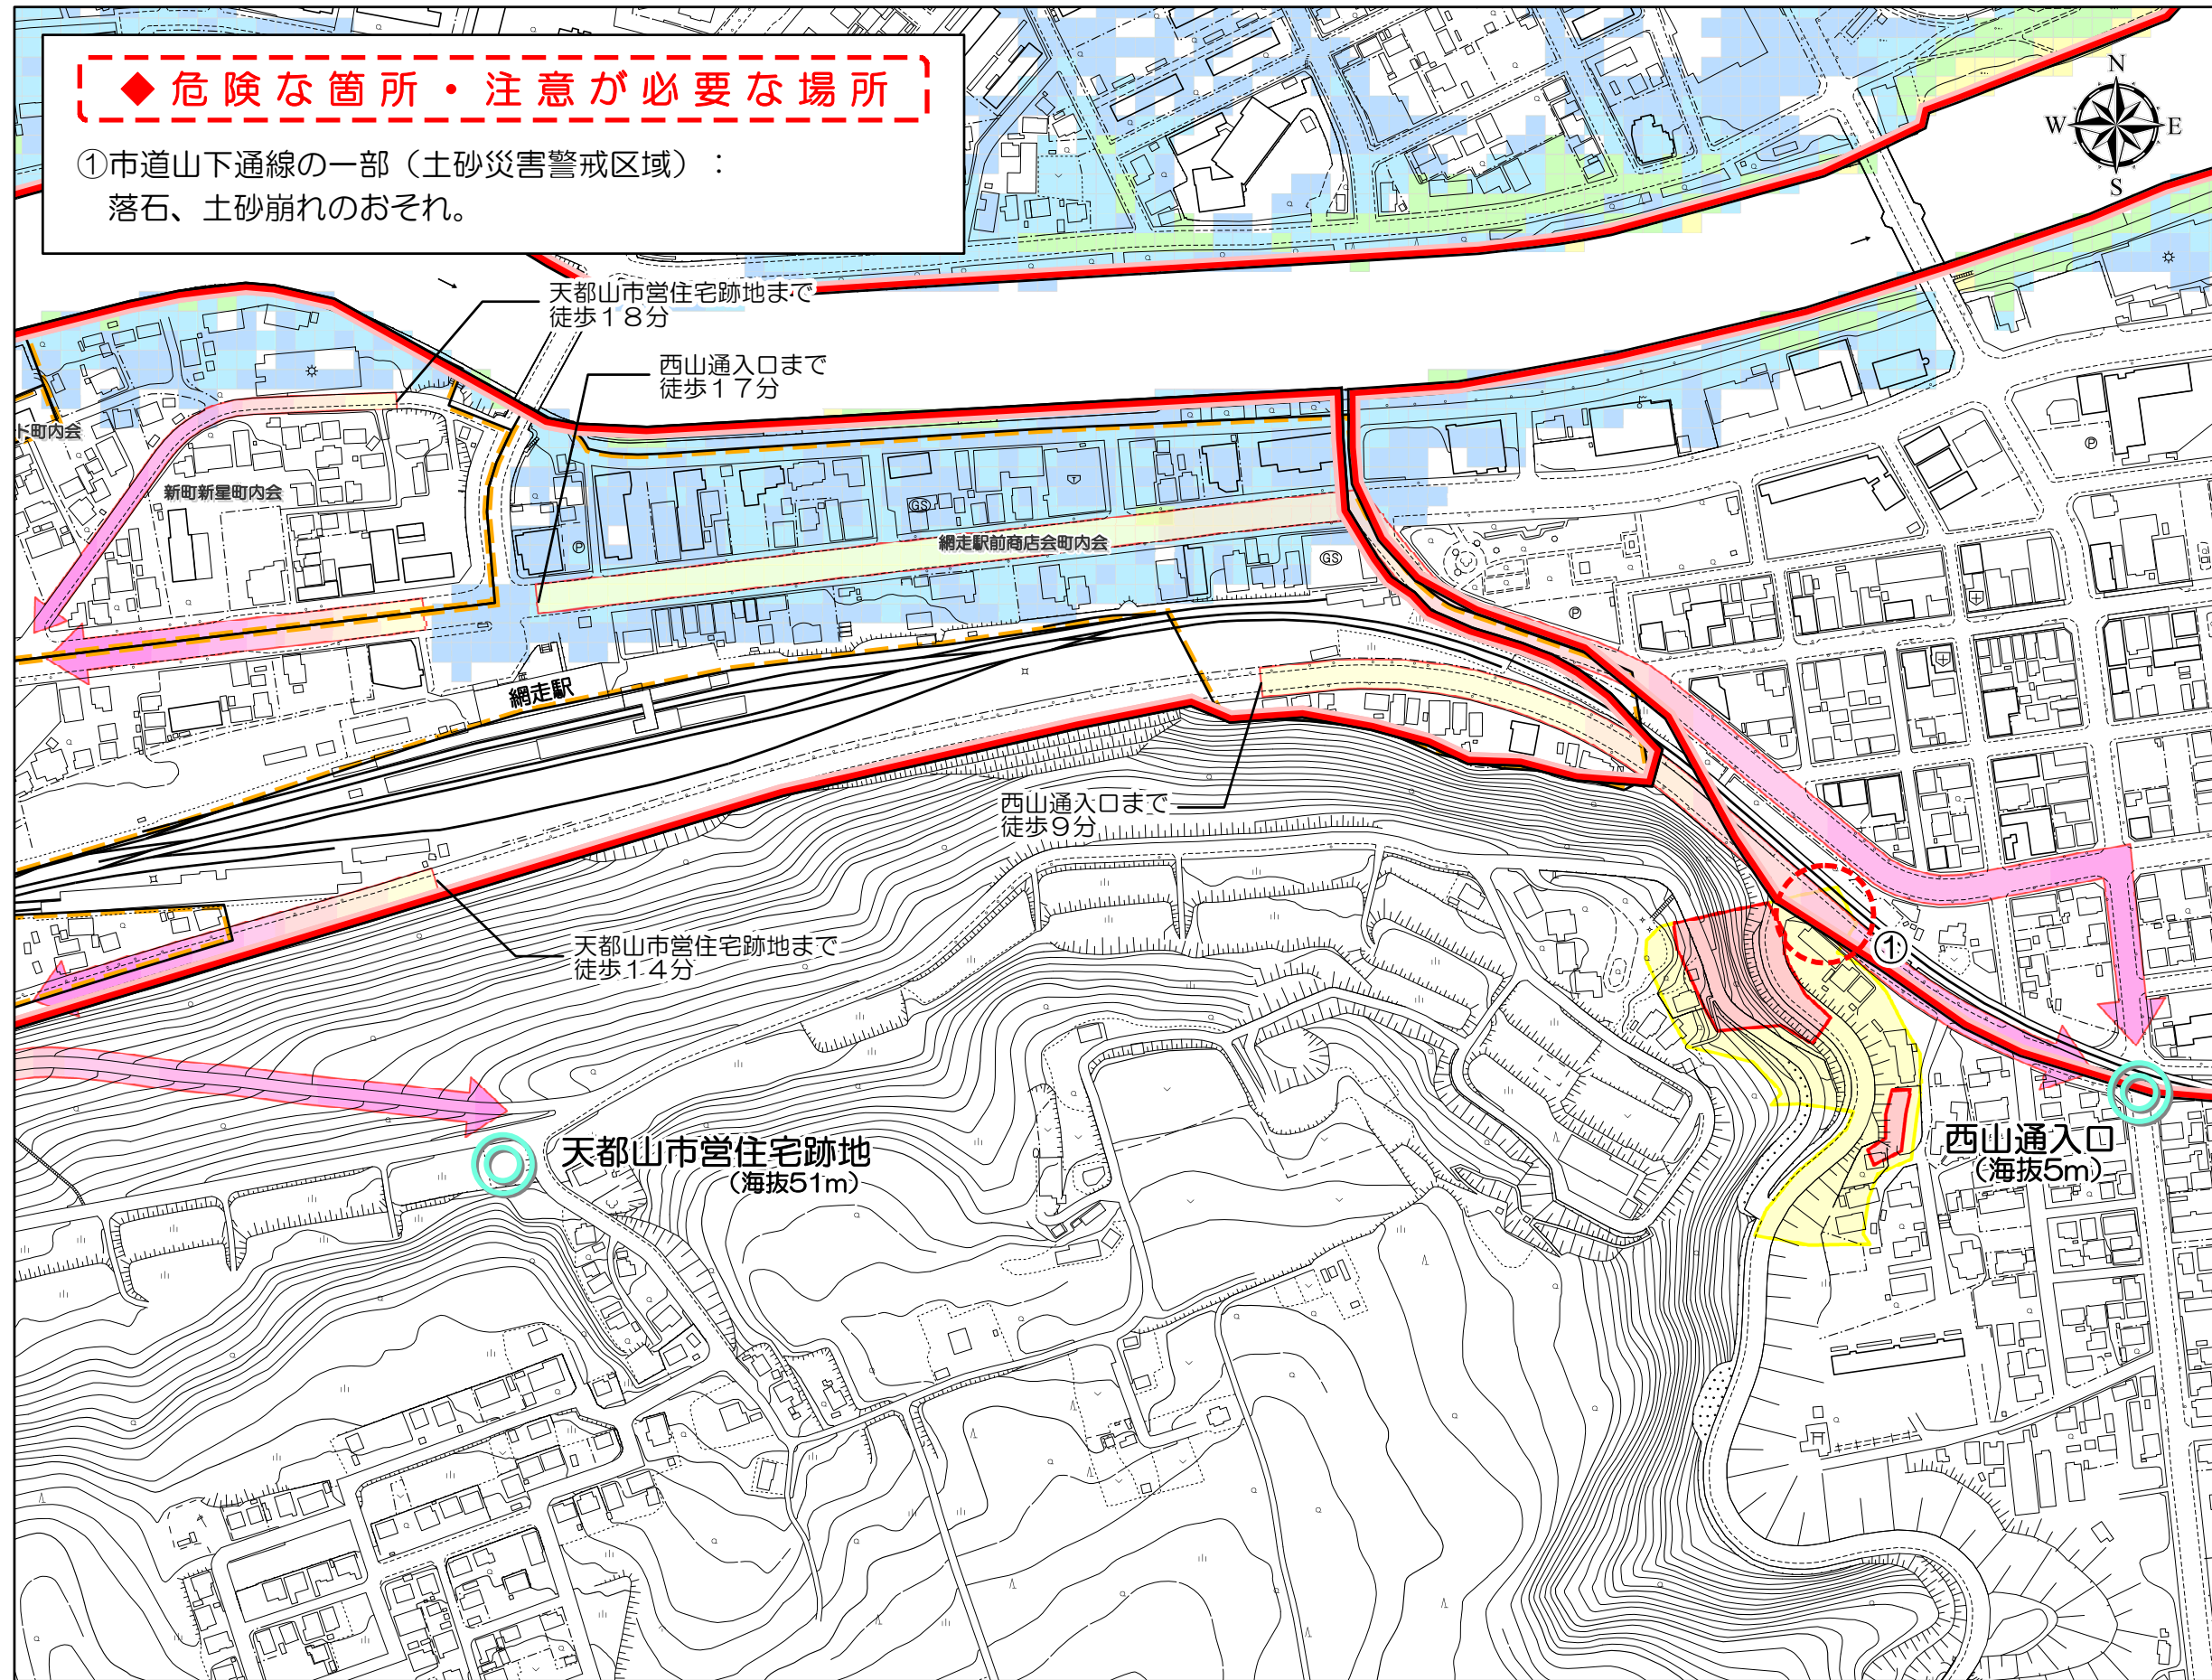 ◆危険な箇所・注意が必要な場所
①市道山下通線の一部（土砂災害警戒区域）：
落石、土砂崩れのおそれ。
N
W
E
S
天都山市営住宅跡地まで
徒歩１８分
西山通入口まで
徒歩１７分
下町内会
新町新星町内会
GS
P
網走駅前商店会町内会
GS
P
P
網走駅
西山通入口まで
徒歩９分
天都山市営住宅跡地まで
徒歩１４分
①
天都山市営住宅跡地
（海抜51m）
西山通入口
（海抜5m）